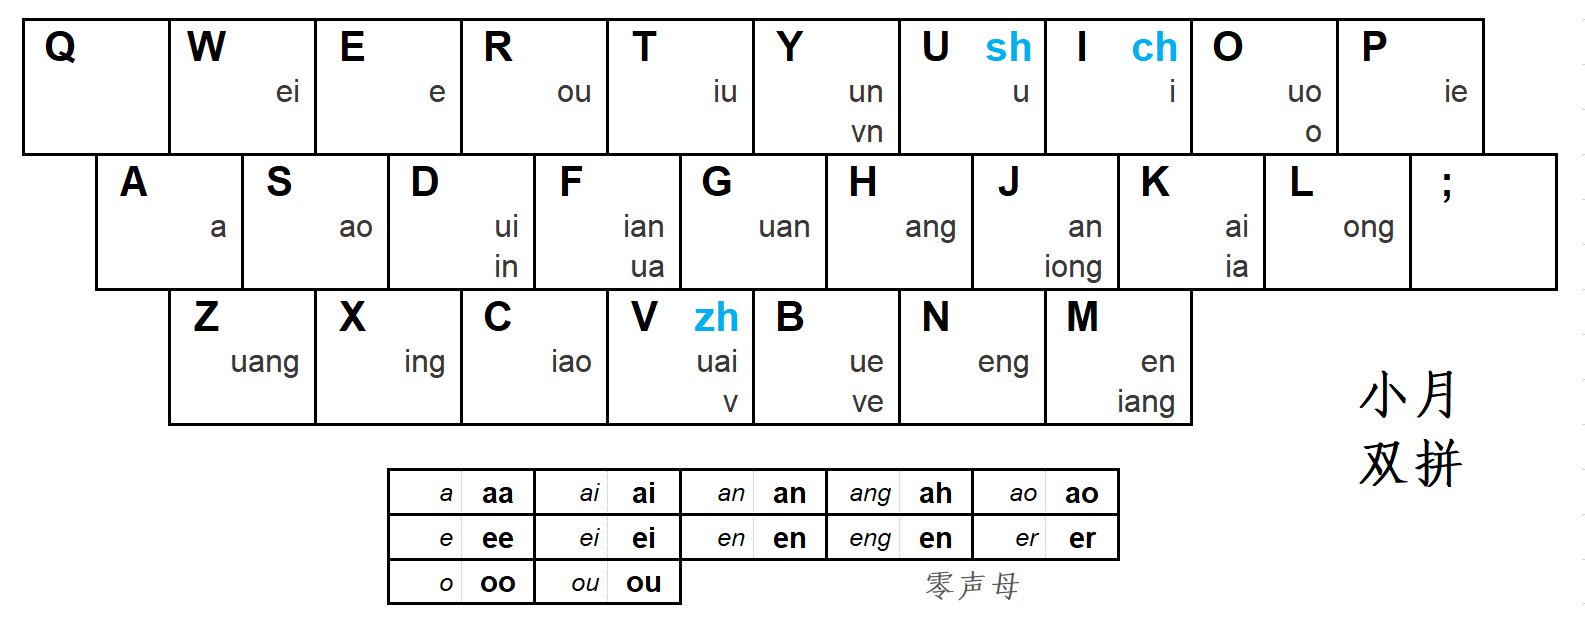 Q W E R T Y U sh I ch O P
ei e ou iu un u i uo ie
vn o
A S D F G H J K L ;
a ao ui ian uan ang an ai ong
in ua iong ia
Z X C V zh B N M
uang ing iao uai ue eng en
v ve iang
小月
双拼
a aa ai ai an an ang ah ao ao
e ee ei ei en en eng en er er
o oo ou ou
零声母